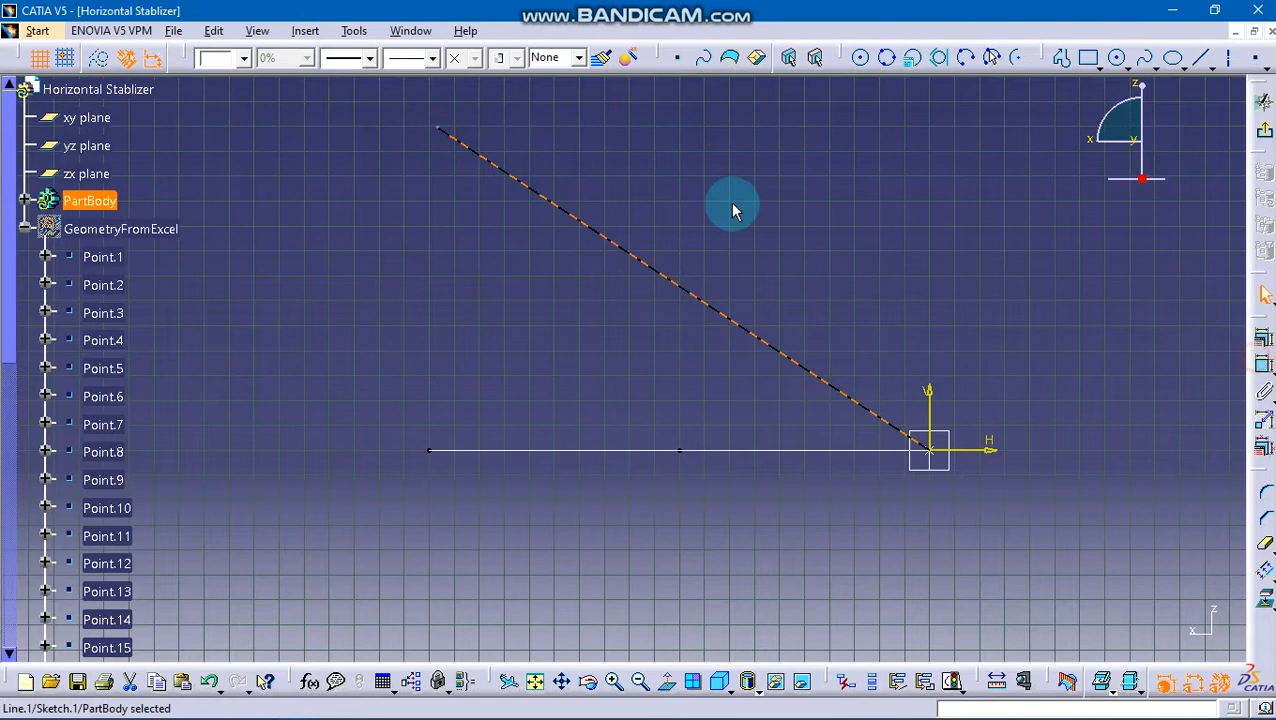 CATIA V5 - [Horizontal Stablizer]
www.BANDICAM.com
Start ENOVIA V5 VPM File Edit View Insert Tools Window Help
0% None
Horizontal Stablizer
xy plane
yz plane
zx plane
PartBody
GeometryFromExcel
Point.1
Point.2
Point.3
Point.4
Point.5
Point.6
Point.7
Point.8
Point.9
Point.10
Point.11
Point.12
Point.13
Point.14
Point.15
z
x y
V
H
z
x
f(x)
CATIA
Line.1/Sketch.1/PartBody selected